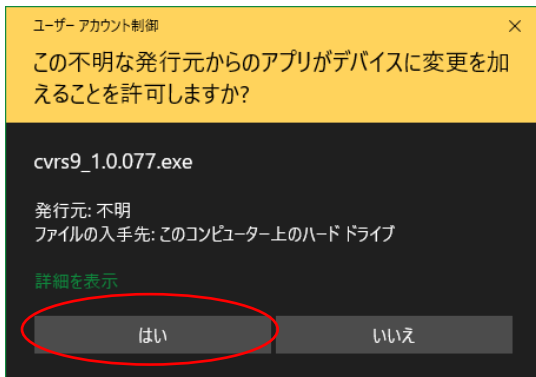 ユーザー アカウント制御
この不明な発行元からのアプリがデバイスに変更を加
えることを許可しますか?
cvrs9_1.0.077.exe
発行元: 不明
ファイルの入手先: このコンピューター上のハード ドライブ
詳細を表示
はい
いいえ